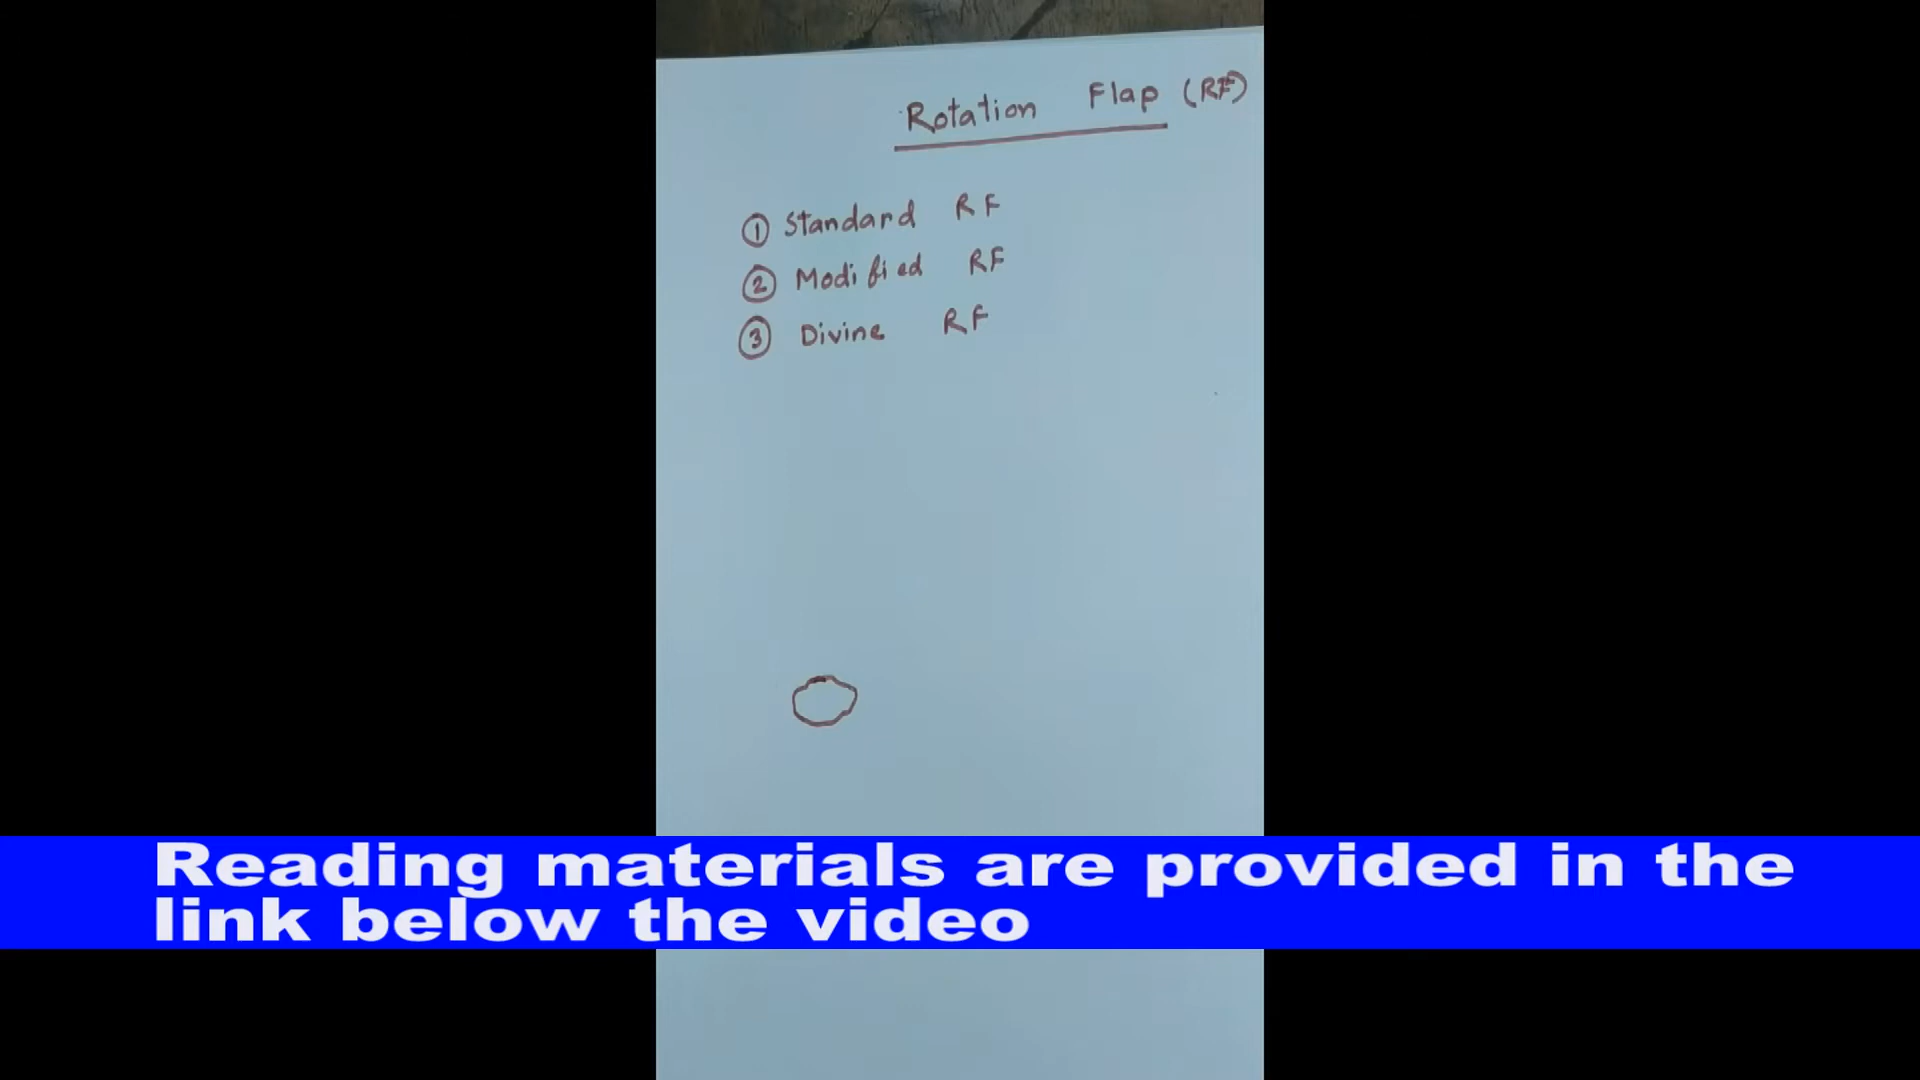 Rotation Flap (RF)
① Standard RF
② Modified RF
③ Divine RF
Reading materials are provided in the
link below the video